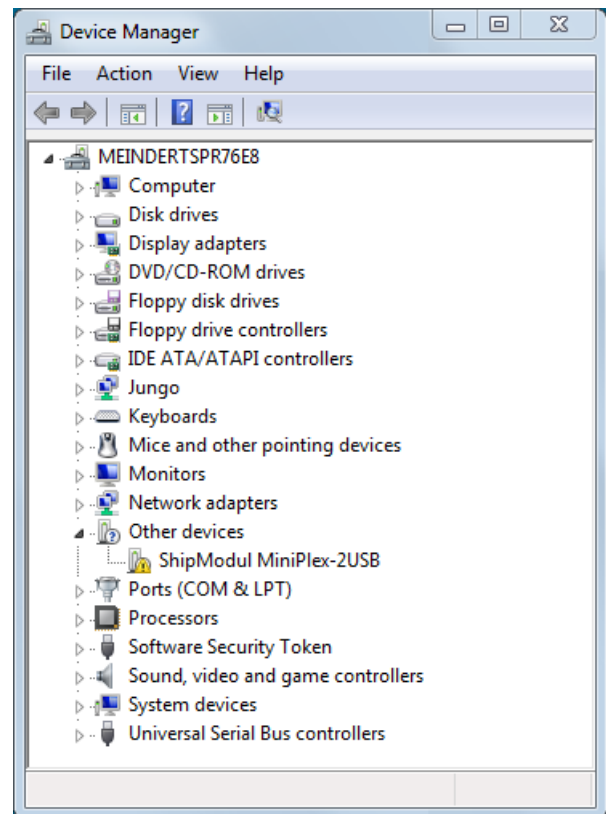 Device Manager
File Action View Help
MEINDERTSPR76E8
Computer
Disk drives
Display adapters
DVD/CD-ROM drives
Floppy disk drives
Floppy drive controllers
IDE ATA/ATAPI controllers
Jungo
Keyboards
Mice and other pointing devices
Monitors
Network adapters
Other devices
ShipModul MiniPlex-2USB
Ports (COM & LPT)
Processors
Software Security Token
Sound, video and game controllers
System devices
Universal Serial Bus controllers